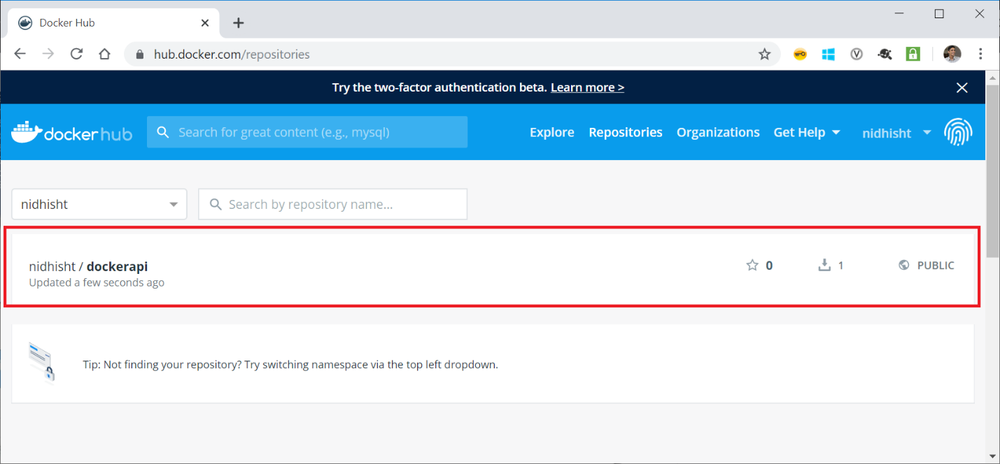 Docker Hub
hub.docker.com/repositories
Try the two-factor authentication beta. Learn more >
docker hub
Search for great content (e.g., mysql)
Explore
Repositories
Organizations
Get Help
nidhisht
nidhisht
Search by repository name...
nidhisht / dockerapi
0
1
PUBLIC
Updated a few seconds ago
Tip: Not finding your repository? Try switching namespace via the top left dropdown.